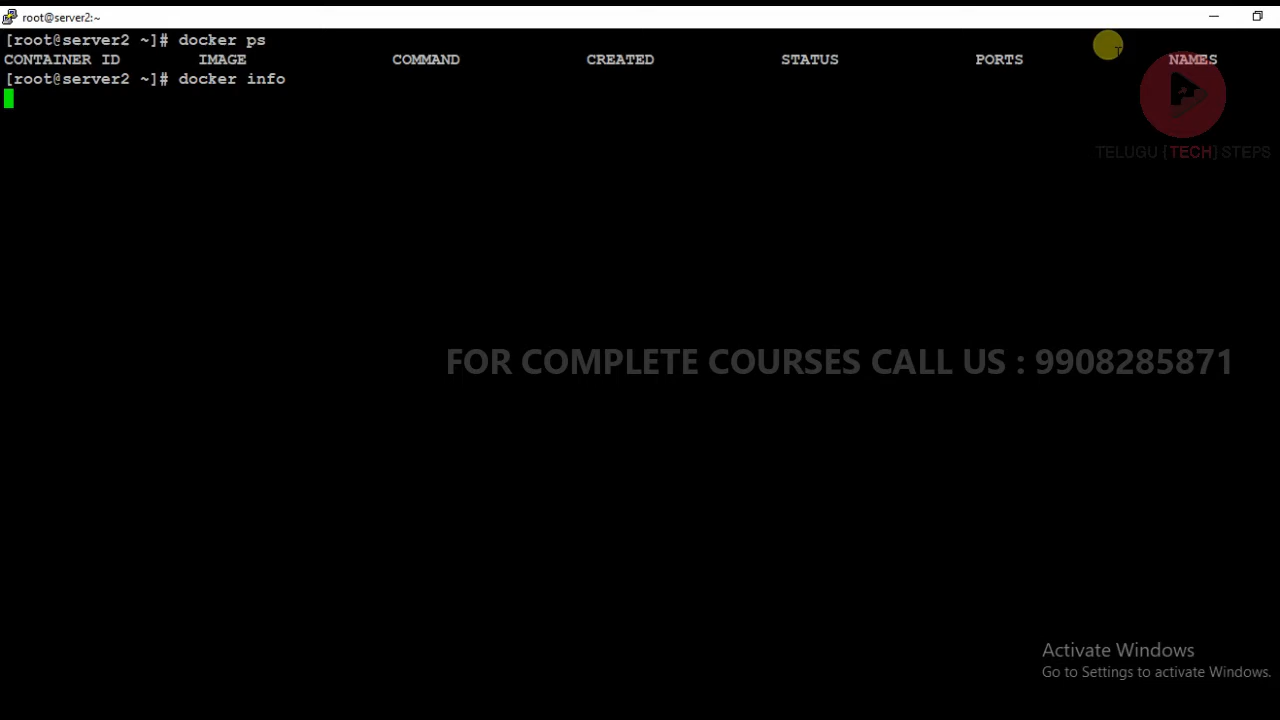 root@server2:~
[root@server2 ~]# docker ps
CONTAINER ID IMAGE COMMAND CREATED STATUS PORTS NAMES
[root@server2 ~]# docker info
TELUGU {TECH} STEPS
FOR COMPLETE COURSES CALL US : 9908285871
Activate Windows
Go to Settings to activate Windows.